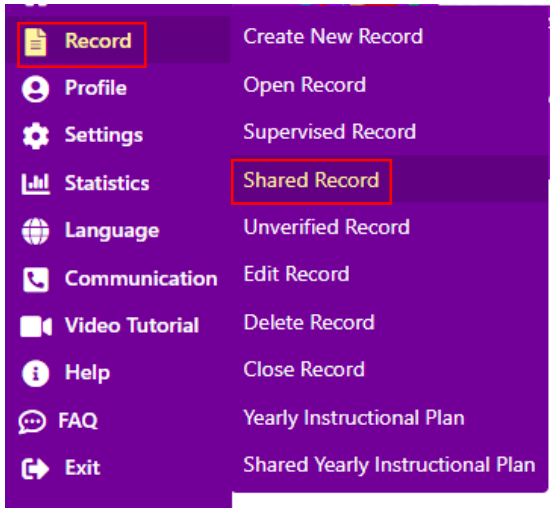 Record
Profile
Settings
Statistics
Language
Communication
Video Tutorial
Help
FAQ
Exit
Create New Record
Open Record
Supervised Record
Shared Record
Unverified Record
Edit Record
Delete Record
Close Record
Yearly Instructional Plan
Shared Yearly Instructional Plan